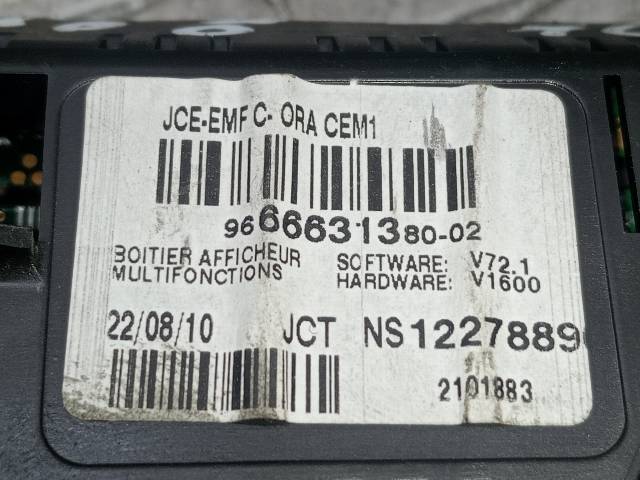 JCE-EMF C- ORA CEM1
9666631380-02
BOITIER AFFICHEUR SOFTWARE: V72.1
MULTIFONCTIONS HARDWARE: V1600
22/08/10 JCT NS1227889
2101883